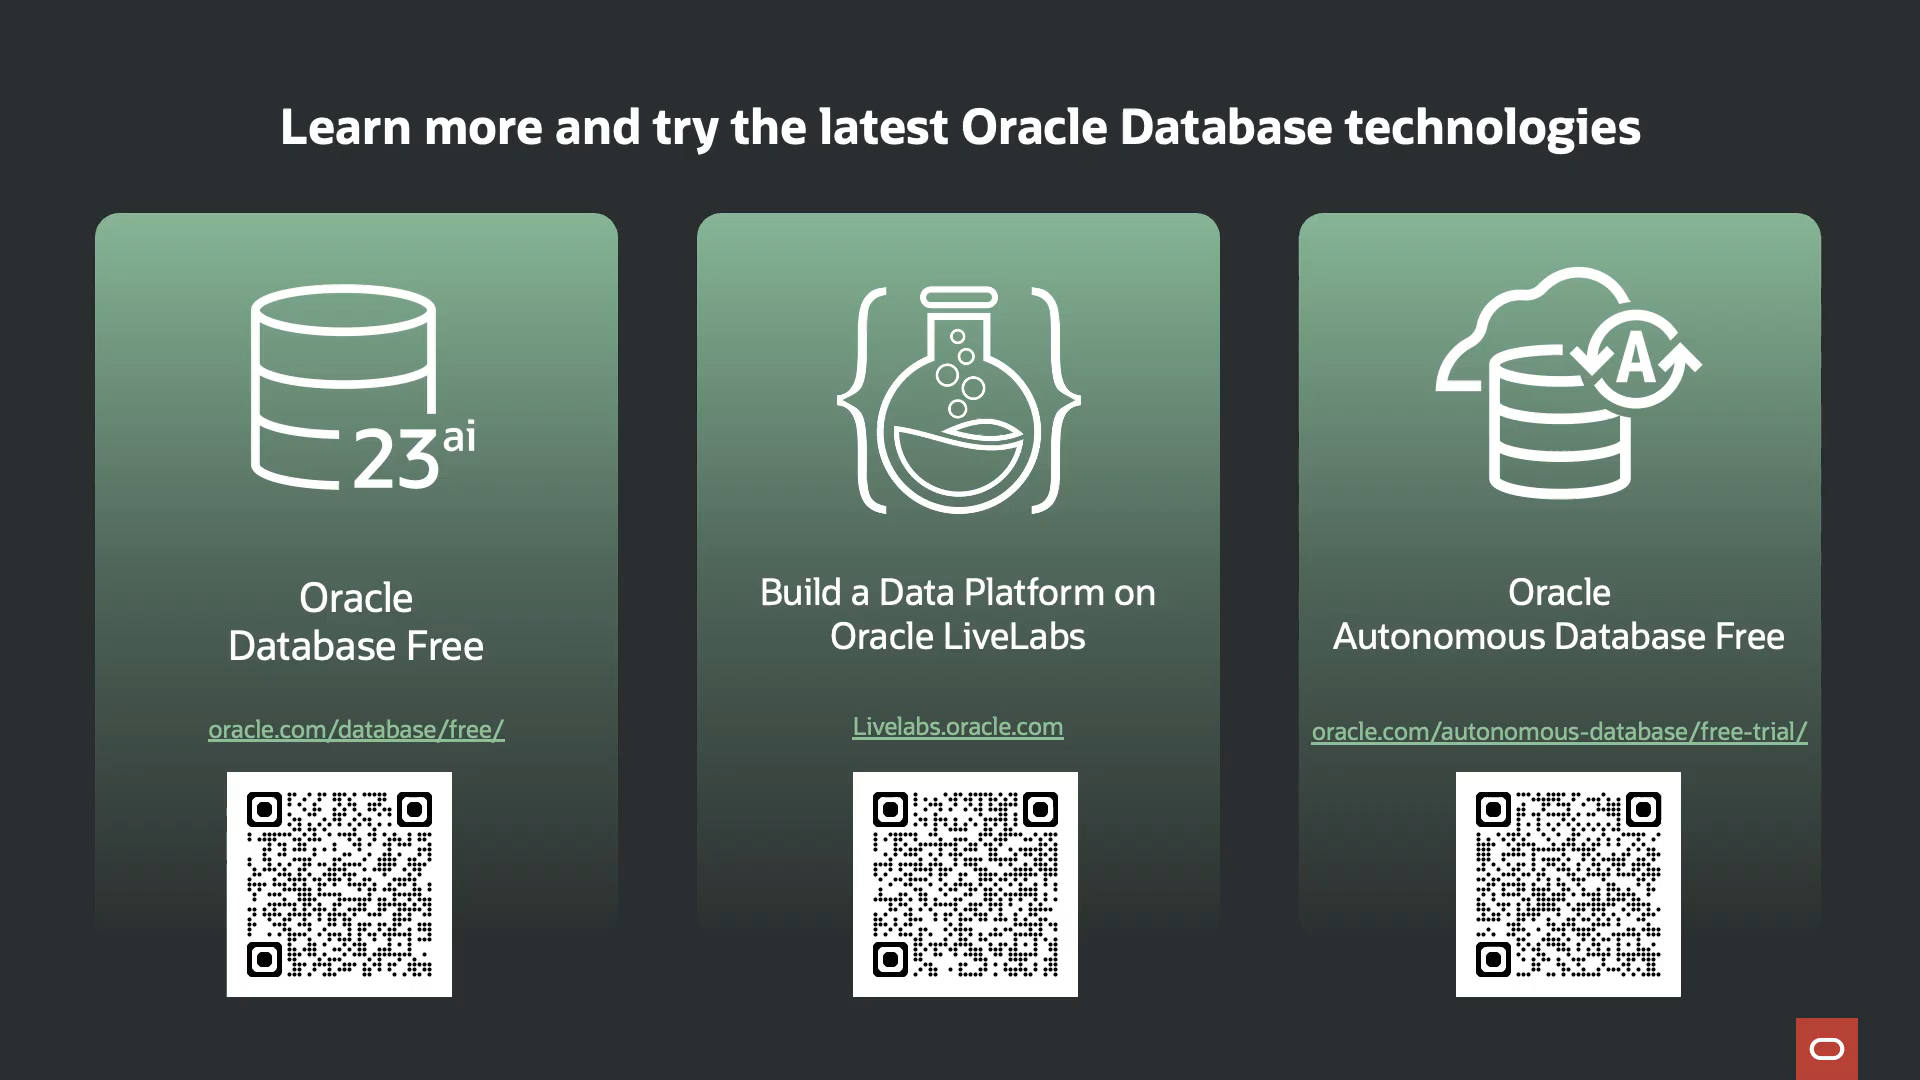 Learn more and try the latest Oracle Database technologies
23ai
Oracle
Database Free
oracle.com/database/free/
Build a Data Platform on
Oracle LiveLabs
Livelabs.oracle.com
A
Oracle
Autonomous Database Free
oracle.com/autonomous-database/free-trial/